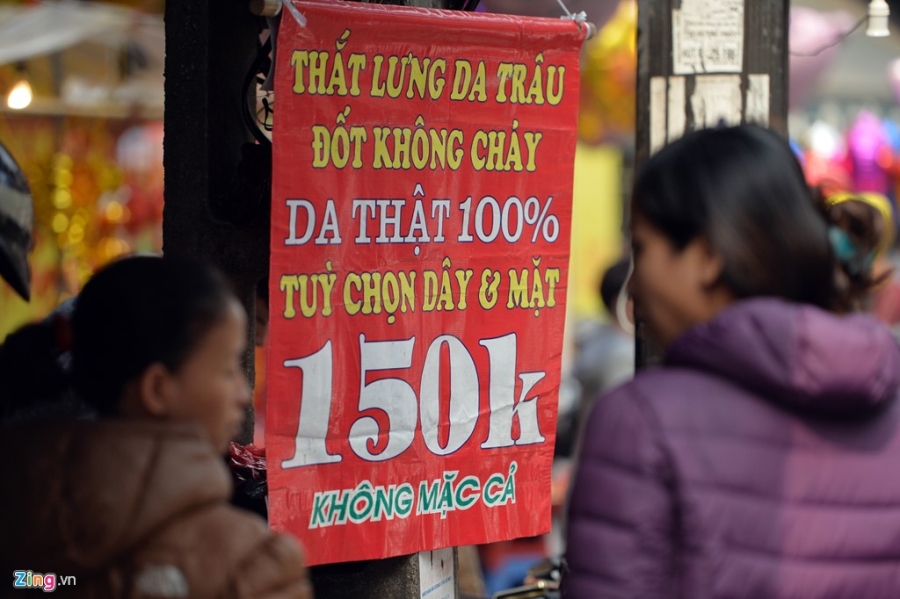 THẮT LƯNG DA TRÂU
ĐỐT KHÔNG CHÁY
DA THẬT 100%
TUỲ CHỌN DÂY & MẶT
150k
KHÔNG MẶC CẢ
Zing.vn